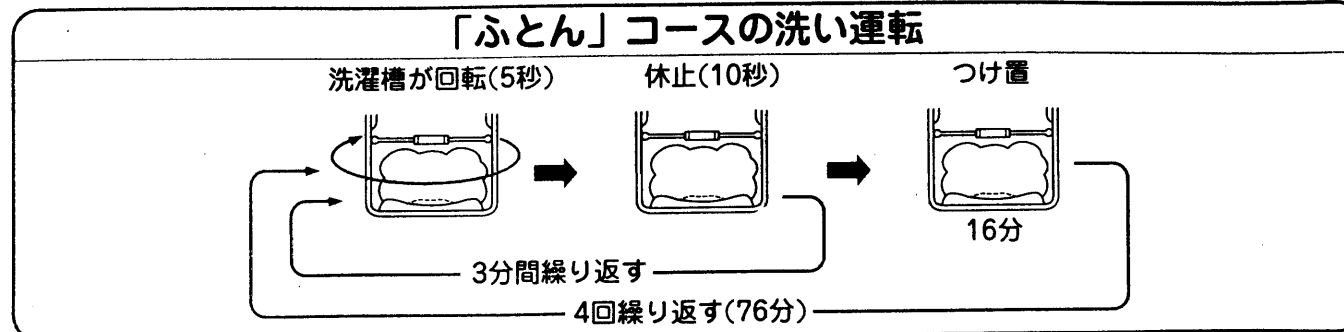 「ふとん」コースの洗い運転
洗濯槽が回転(5秒)
休止(10秒)
つけ置
16分
3分間繰り返す
4回繰り返す(76分)